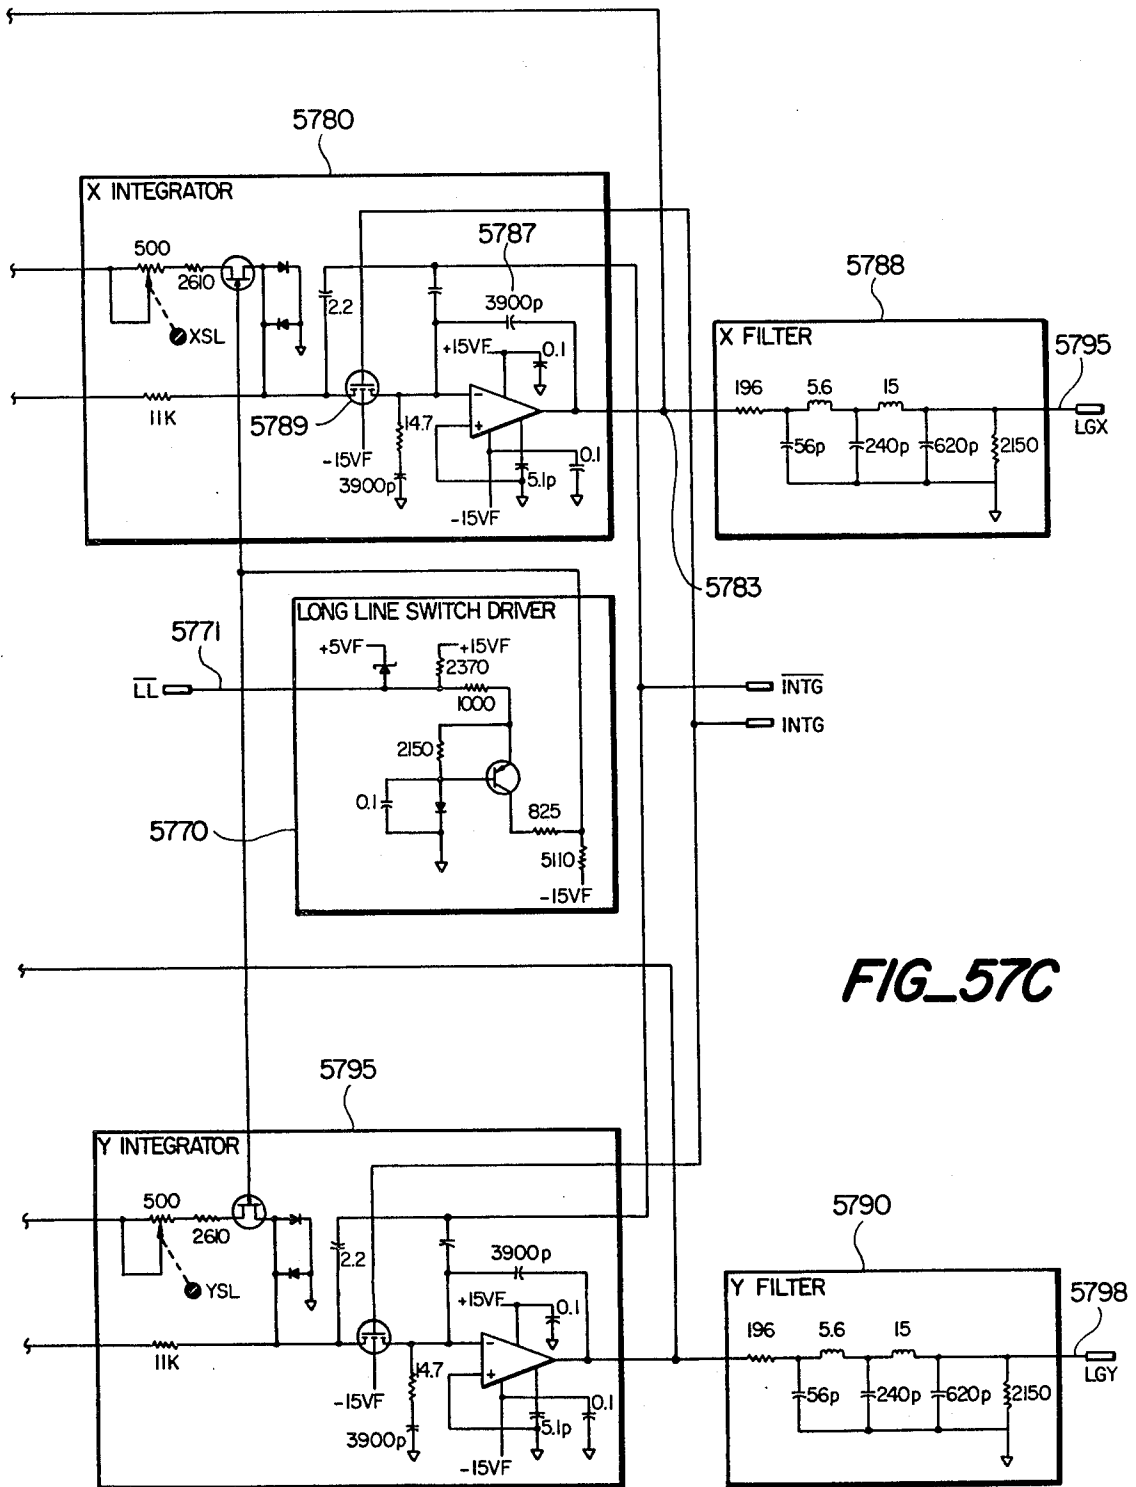 5780
X INTEGRATOR
500
2610
XSL
11K
5789
-15VF
2.2
5787
3900p
+15VF
0.1
14.7
3900p
-
+
5.1p
0.1
-15VF
5788
X FILTER
196
5.6
15
56p
240p
620p
2150
5795
LGX
5783
LONG LINE SWITCH DRIVER
5771
LL
+5VF
+15VF
2370
1000
2150
0.1
825
5110
-15VF
5770
INTG
INTG
FIG_57C
5795
Y INTEGRATOR
500
2610
YSL
11K
-15VF
2.2
3900p
+15VF
0.1
14.7
3900p
-
+
5.1p
0.1
-15VF
5790
Y FILTER
196
5.6
15
56p
240p
620p
2150
5798
LGY